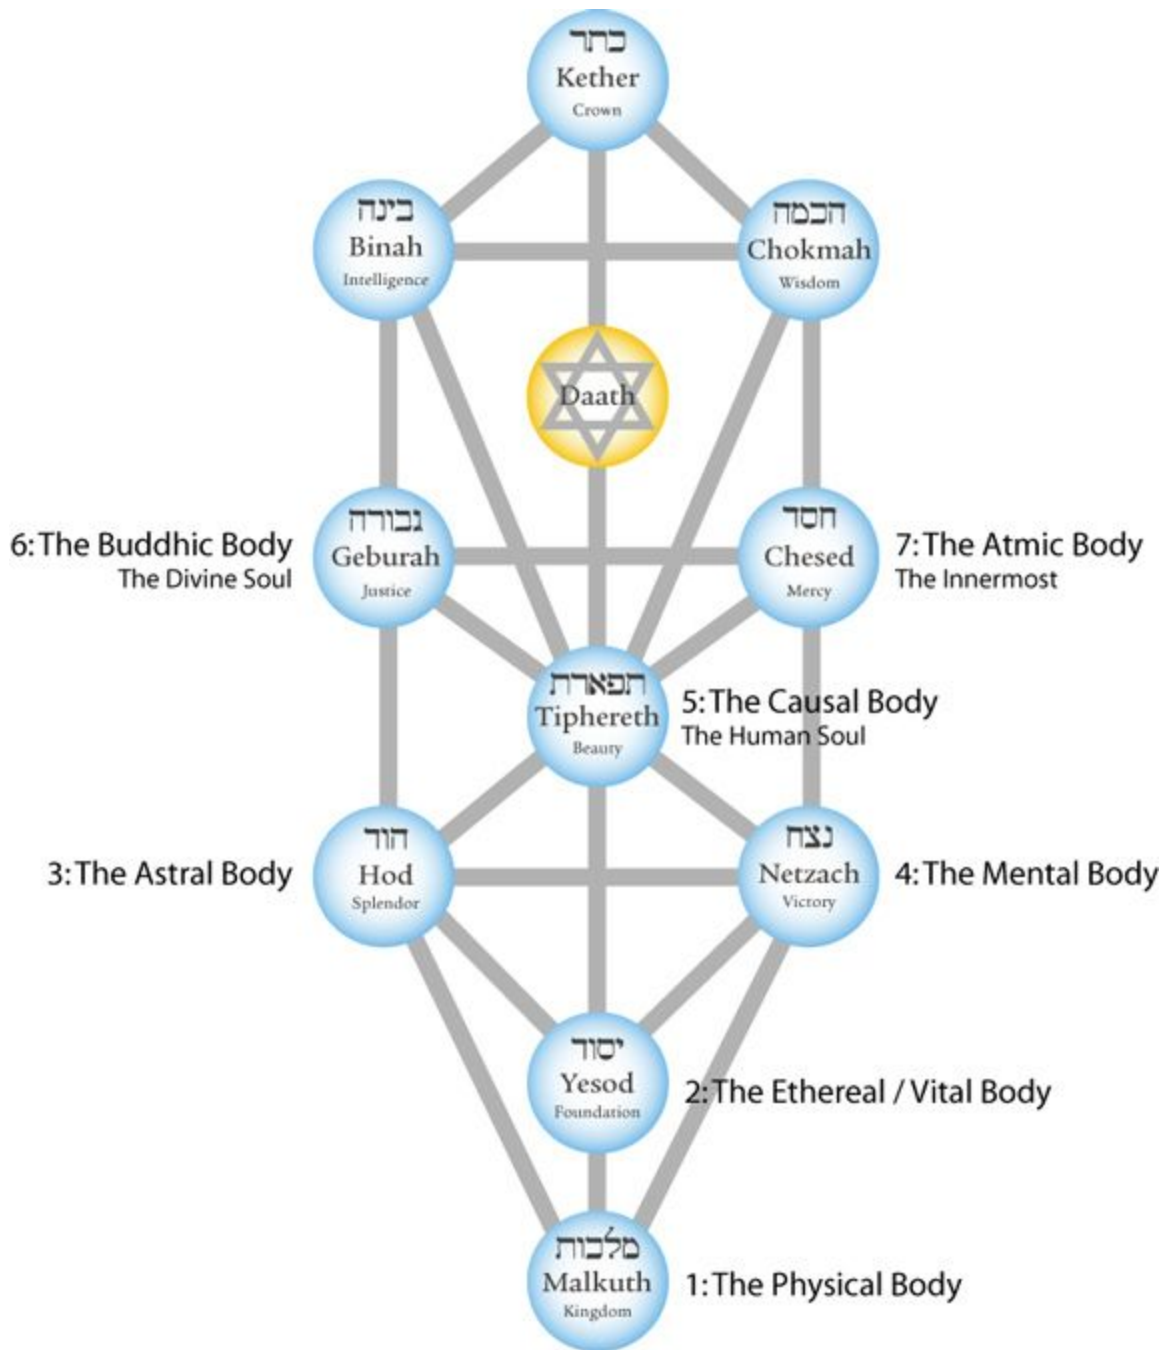 כתר
Kether
Crown
בינה
Binah
Intelligence
הכמה
Chokmah
Wisdom
Daath
6: The Buddhic Body
The Divine Soul
גבורה
Geburah
Justice
חסד
Chesed
Mercy
7: The Atmic Body
The Innermost
תפארת
Tiphereth
Beauty
5: The Causal Body
The Human Soul
3: The Astral Body
הוד
Hod
Splendor
נצח
Netzach
Victory
4: The Mental Body
יסוד
Yesod
Foundation
2: The Ethereal / Vital Body
מלכות
Malkuth
Kingdom
1: The Physical Body